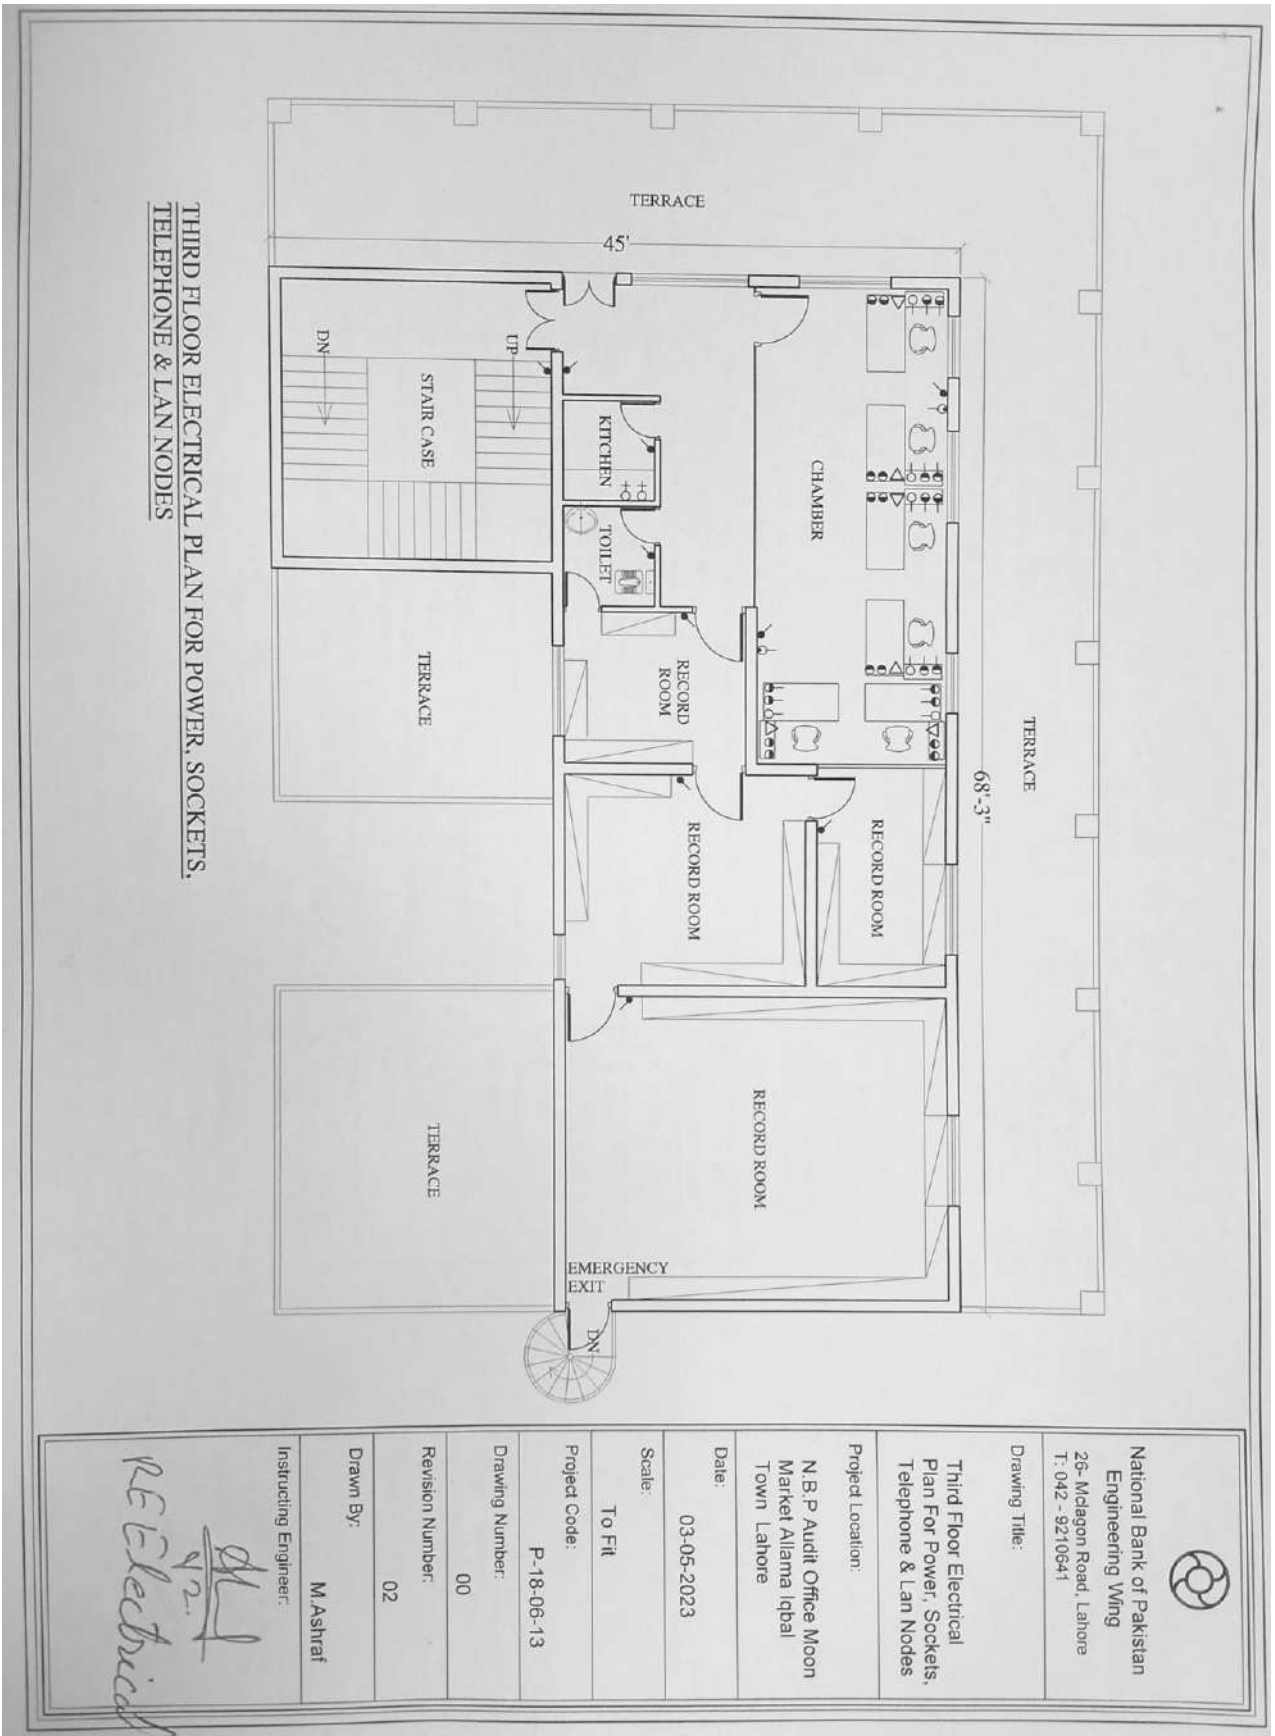 TERRACE
45'
TERRACE
68'-3"
CHAMBER
UP
DN
STAIR CASE
KITCHEN
TOILET
RECORD
ROOM
RECORD ROOM
RECORD ROOM
RECORD ROOM
TERRACE
TERRACE
EMERGENCY
EXIT
DN
THIRD FLOOR ELECTRICAL PLAN FOR POWER, SOCKETS,
TELEPHONE & LAN NODES
National Bank of Pakistan
Engineering Wing
26- Mclagon Road, Lahore
T: 042 - 9210641
Drawing Title:
Third Floor Electrical
Plan For Power, Sockets,
Telephone & Lan Nodes
Project Location:
N.B.P Audit Office Moon
Market Allama Iqbal
Town Lahore
Date:
03-05-2023
Scale:
To Fit
Project Code:
P-18-06-13
Drawing Number:
00
Revision Number:
02
Drawn By:
M.Ashraf
Instructing Engineer:
RE Electrical